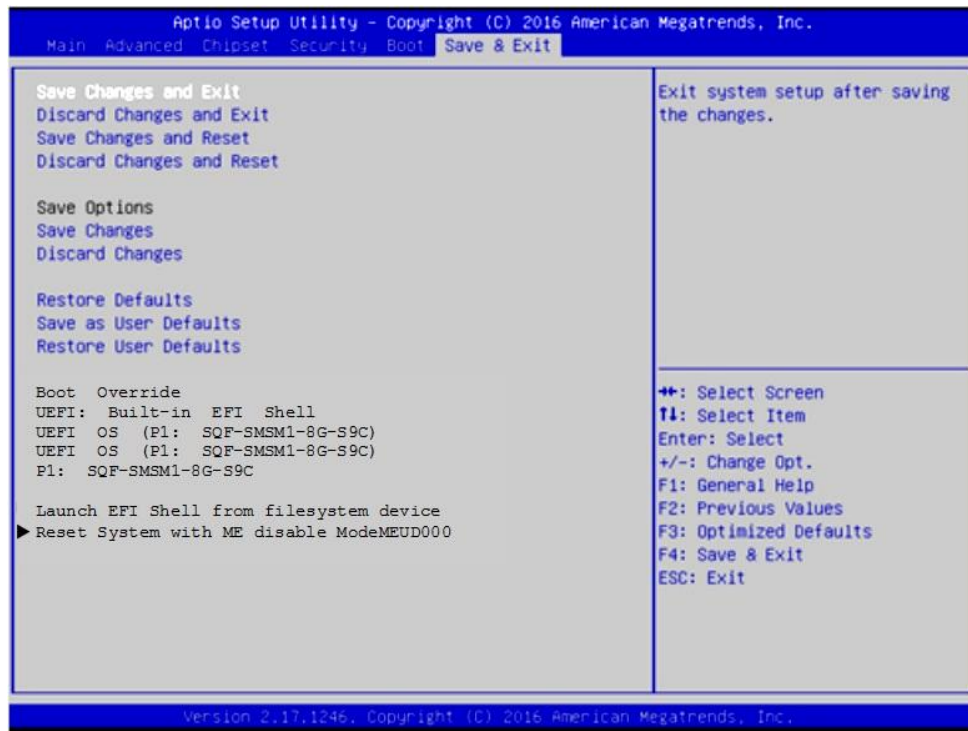 Aptio Setup Utility - Copyright (C) 2016 American Megatrends, Inc.
Main Advanced Chipset Security Boot Save & Exit
Save Changes and Exit
Discard Changes and Exit
Save Changes and Reset
Discard Changes and Reset
Save Options
Save Changes
Discard Changes
Restore Defaults
Save as User Defaults
Restore User Defaults
Boot Override
UEFI: Built-in EFI Shell
UEFI OS (P1: SQF-SMSM1-8G-S9C)
UEFI OS (P1: SQF-SMSM1-8G-S9C)
P1: SQF-SMSM1-8G-S9C
Launch EFI Shell from filesystem device
▶ Reset System with ME disable ModeMEUD000
Exit system setup after saving
the changes.
→←: Select Screen
↑↓: Select Item
Enter: Select
+/-: Change Opt.
F1: General Help
F2: Previous Values
F3: Optimized Defaults
F4: Save & Exit
ESC: Exit
Version 2.17.1246. Copyright (C) 2016 American Megatrends, Inc.